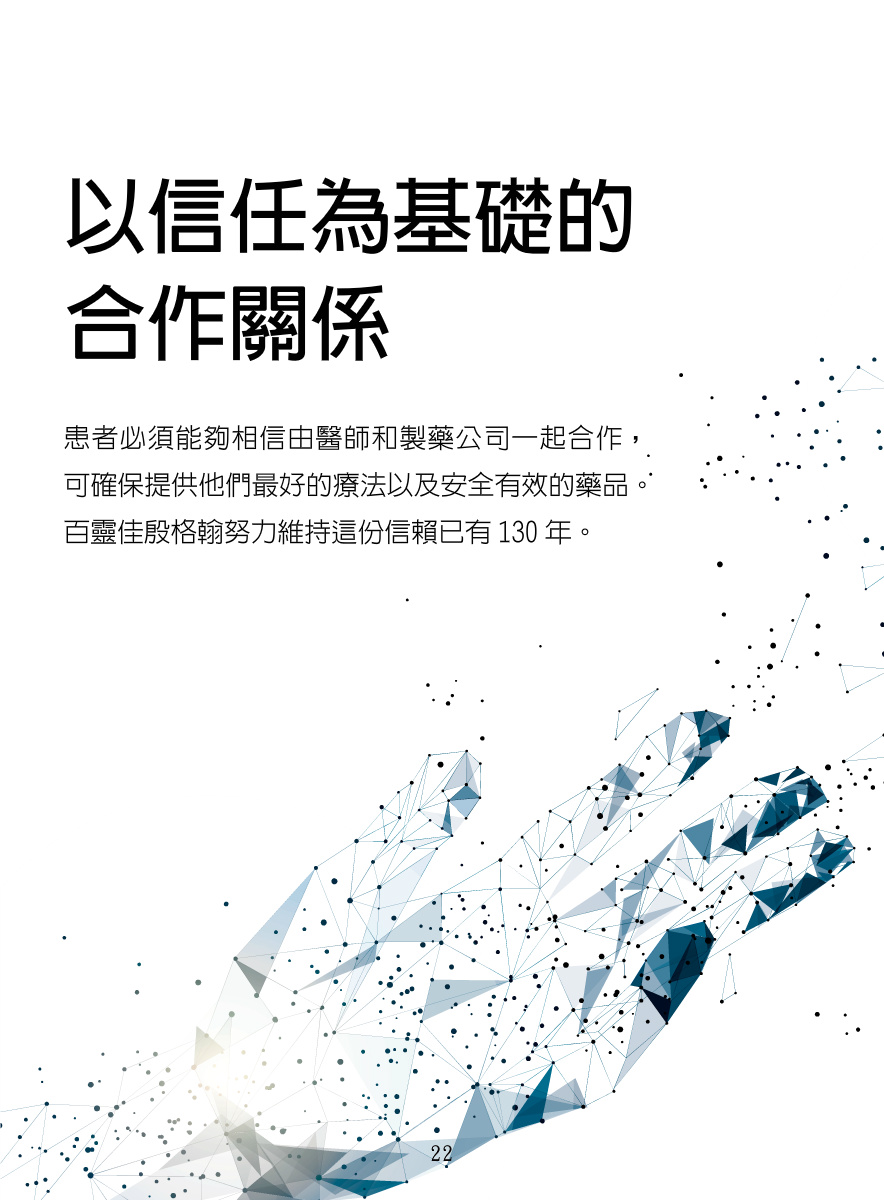 以信任為基礎的
合作關係
患者必須能夠相信由醫師和製藥公司一起合作，
可確保提供他們最好的療法以及安全有效的藥品。
百靈佳殷格翰努力維持這份信賴已有 130 年。
22